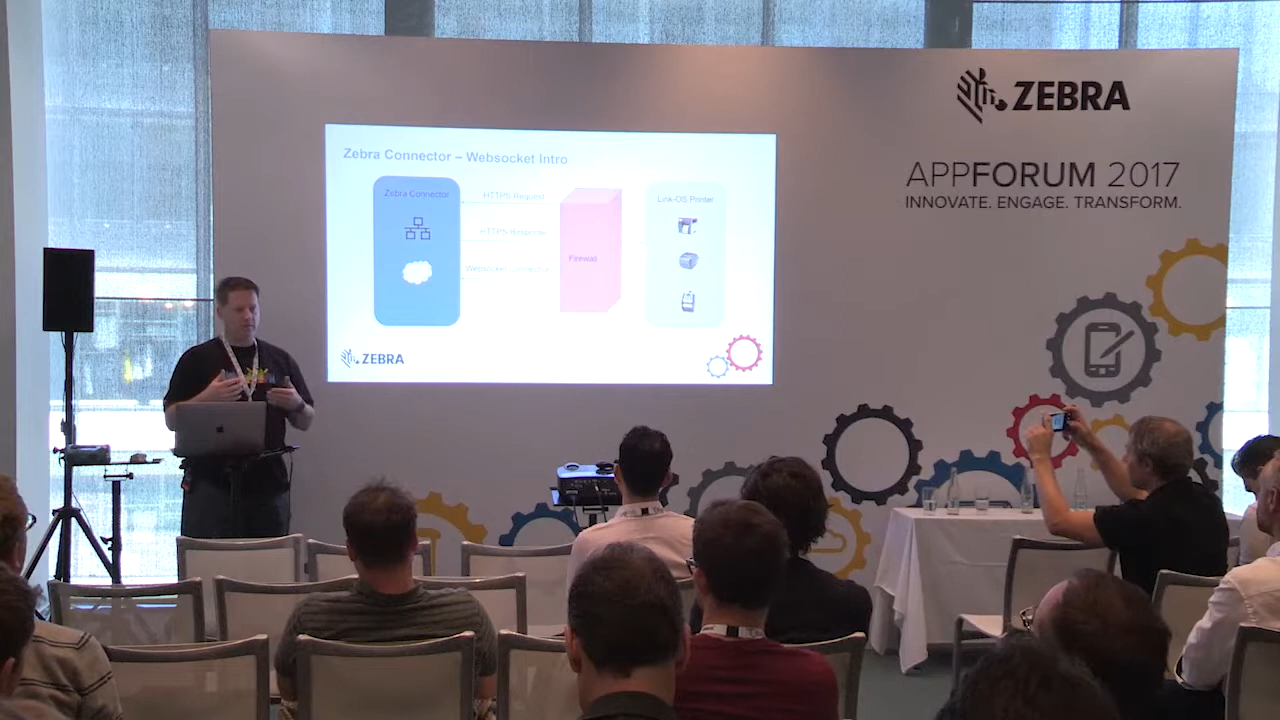 ZEBRA
APPFORUM 2017
INNOVATE. ENGAGE. TRANSFORM.
Zebra Connector – Websocket Intro
Zebra Connector
HTTPS Request
HTTPS Response
Websocket Connector
Firewall
Link-OS Printer
ZEBRA